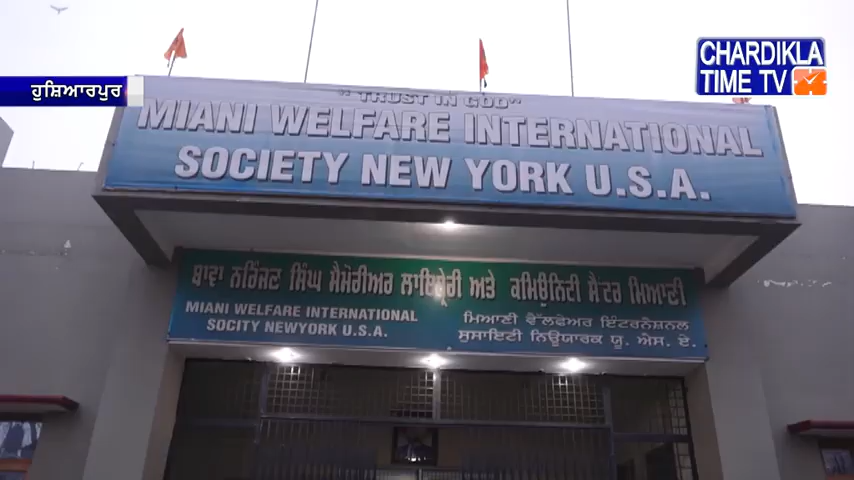 CHARDIKLA
TIME TV
ਹੁਸ਼ਿਆਰਪੁਰ
"TRUST IN GOD"
MIANI WELFARE INTERNATIONAL
SOCIETY NEW YORK U.S.A.
ਬਾਵਾ ਨਰਿੰਜਣ ਸਿੰਘ ਮੈਮੋਰੀਅਰ ਲਾਇਬ੍ਰੇਰੀ ਅਤੇ ਕਮਿਊਨਿਟੀ ਸੈਂਟਰ ਮਿਆਣੀ
MIANI WELFARE INTERNATIONAL
SOCITY NEWYORK U.S.A.
ਮਿਆਣੀ ਵੈੱਲਫੇਅਰ ਇੰਟਰਨੈਸ਼ਨਲ
ਸੁਸਾਇਟੀ ਨਿਊਯਾਰਕ ਯੂ. ਐਸ. ਏ.